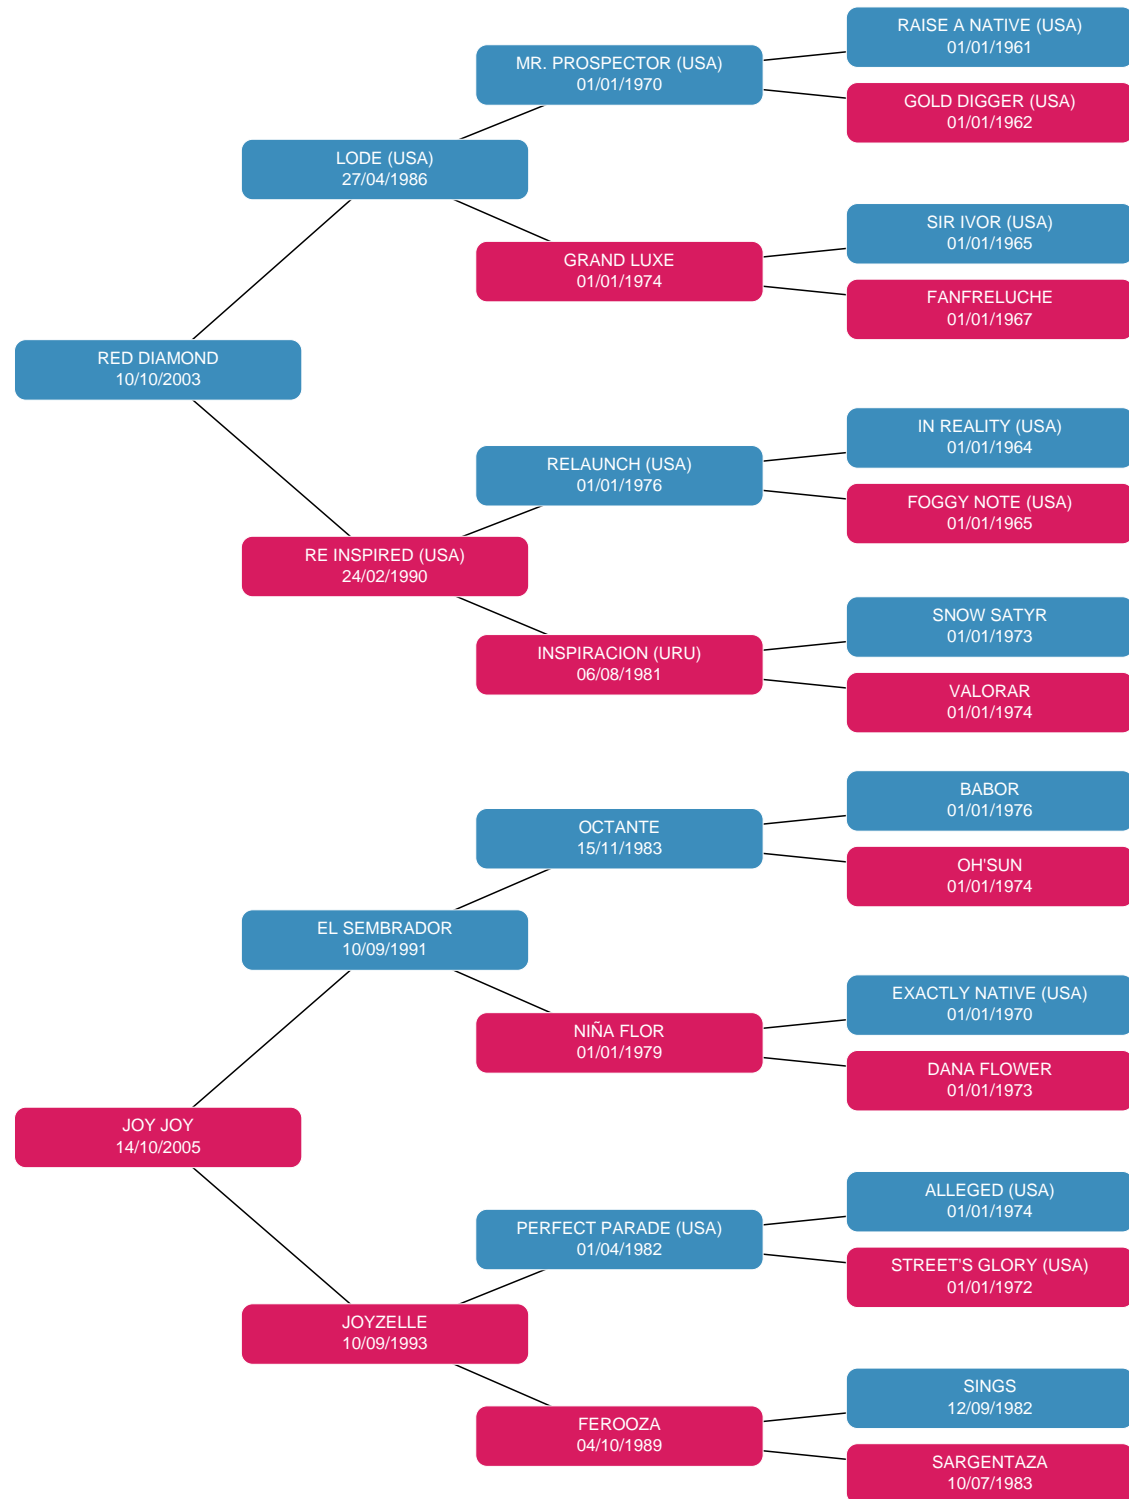 RAISE A NATIVE (USA)
01/01/1961
MR. PROSPECTOR (USA)
01/01/1970
GOLD DIGGER (USA)
01/01/1962
LODE (USA)
27/04/1986
SIR IVOR (USA)
01/01/1965
GRAND LUXE
01/01/1974
FANFRELUCHE
01/01/1967
RED DIAMOND
10/10/2003
IN REALITY (USA)
01/01/1964
RELAUNCH (USA)
01/01/1976
FOGGY NOTE (USA)
01/01/1965
RE INSPIRED (USA)
24/02/1990
SNOW SATYR
01/01/1973
INSPIRACION (URU)
06/08/1981
VALORAR
01/01/1974
BABOR
01/01/1976
OCTANTE
15/11/1983
OH'SUN
01/01/1974
EL SEMBRADOR
10/09/1991
EXACTLY NATIVE (USA)
01/01/1970
NIÑA FLOR
01/01/1979
DANA FLOWER
01/01/1973
JOY JOY
14/10/2005
ALLEGED (USA)
01/01/1974
PERFECT PARADE (USA)
01/04/1982
STREET'S GLORY (USA)
01/01/1972
JOYZELLE
10/09/1993
SINGS
12/09/1982
FEROOZA
04/10/1989
SARGENTAZA
10/07/1983